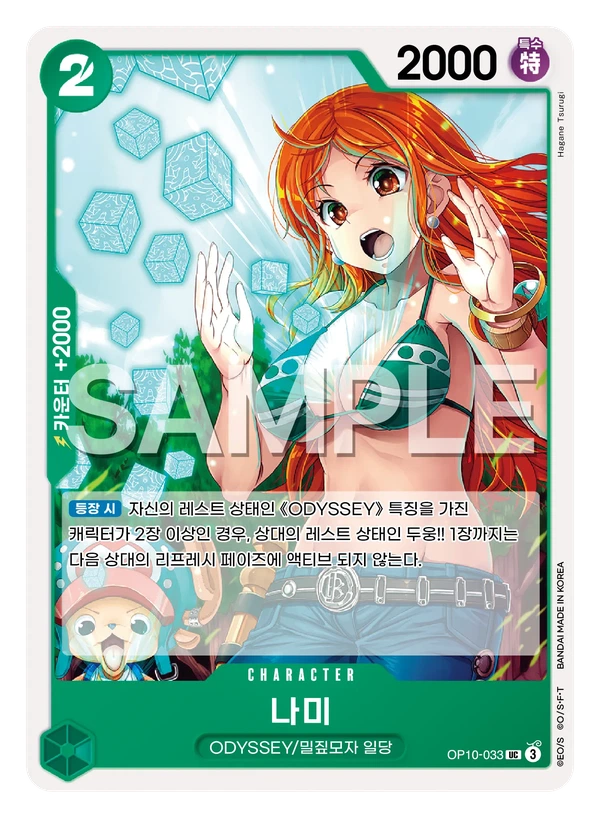 2
2000
특수
特
Hagane Tsurugi
카운터 +2000
SAMPLE
등장 시 자신의 레스트 상태인 《ODYSSEY》 특징을 가진
캐릭터가 2장 이상인 경우, 상대의 레스트 상태인 두웅!! 1장까지는
다음 상대의 리프레시 페이즈에 액티브 되지 않는다.
CHARACTER
나미
ODYSSEY/밀짚모자 일당
OP10-033 UC 3
©EO/S ©O/S·F·T BANDAI MADE IN KOREA